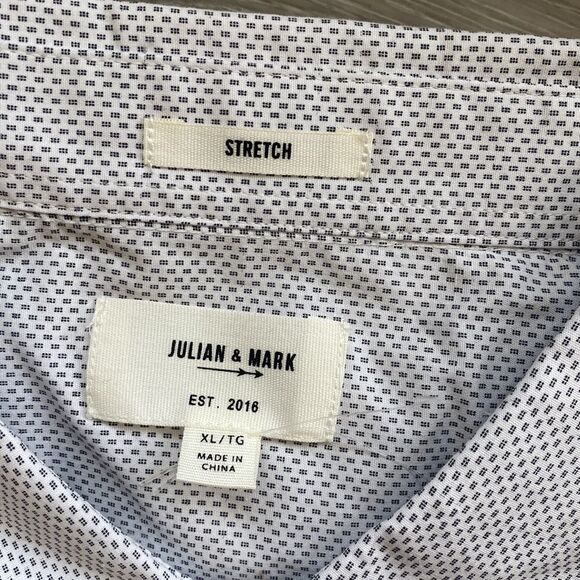 STRETCH
JULIAN & MARK
EST. 2016
XL/TG
MADE IN
CHINA